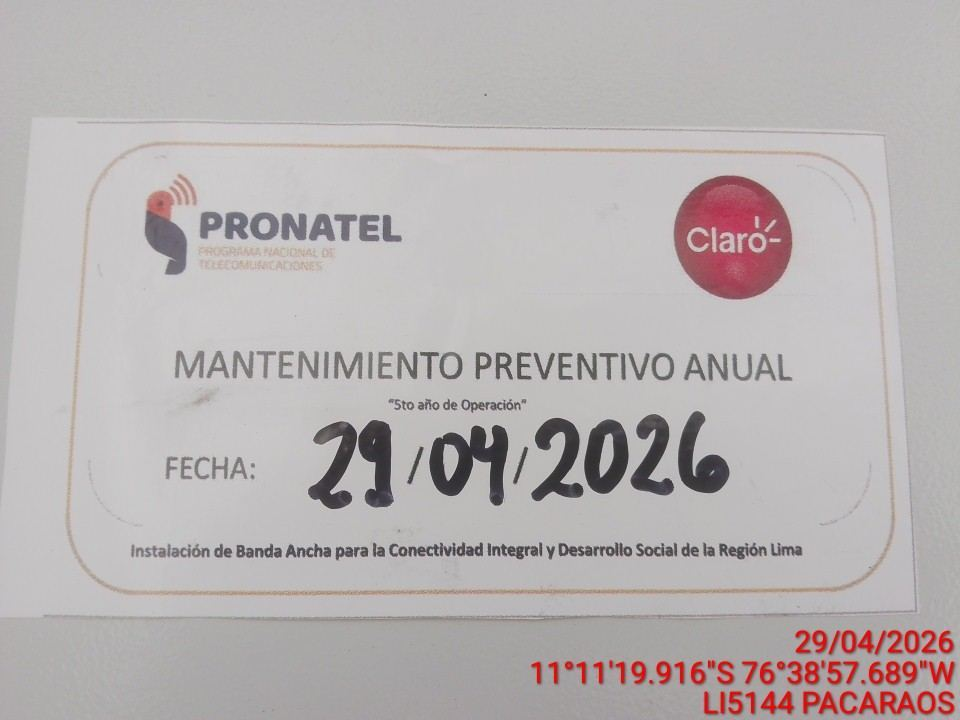 PRONATEL
PROGRAMA NACIONAL DE
TELECOMUNICACIONES
Claro
MANTENIMIENTO PREVENTIVO ANUAL
"5to año de Operación"
FECHA: 29/04/2026
Instalación de Banda Ancha para la Conectividad Integral y Desarrollo Social de la Región Lima
29/04/2026
11°11'19.916"S 76°38'57.689"W
LI5144 PACARAOS